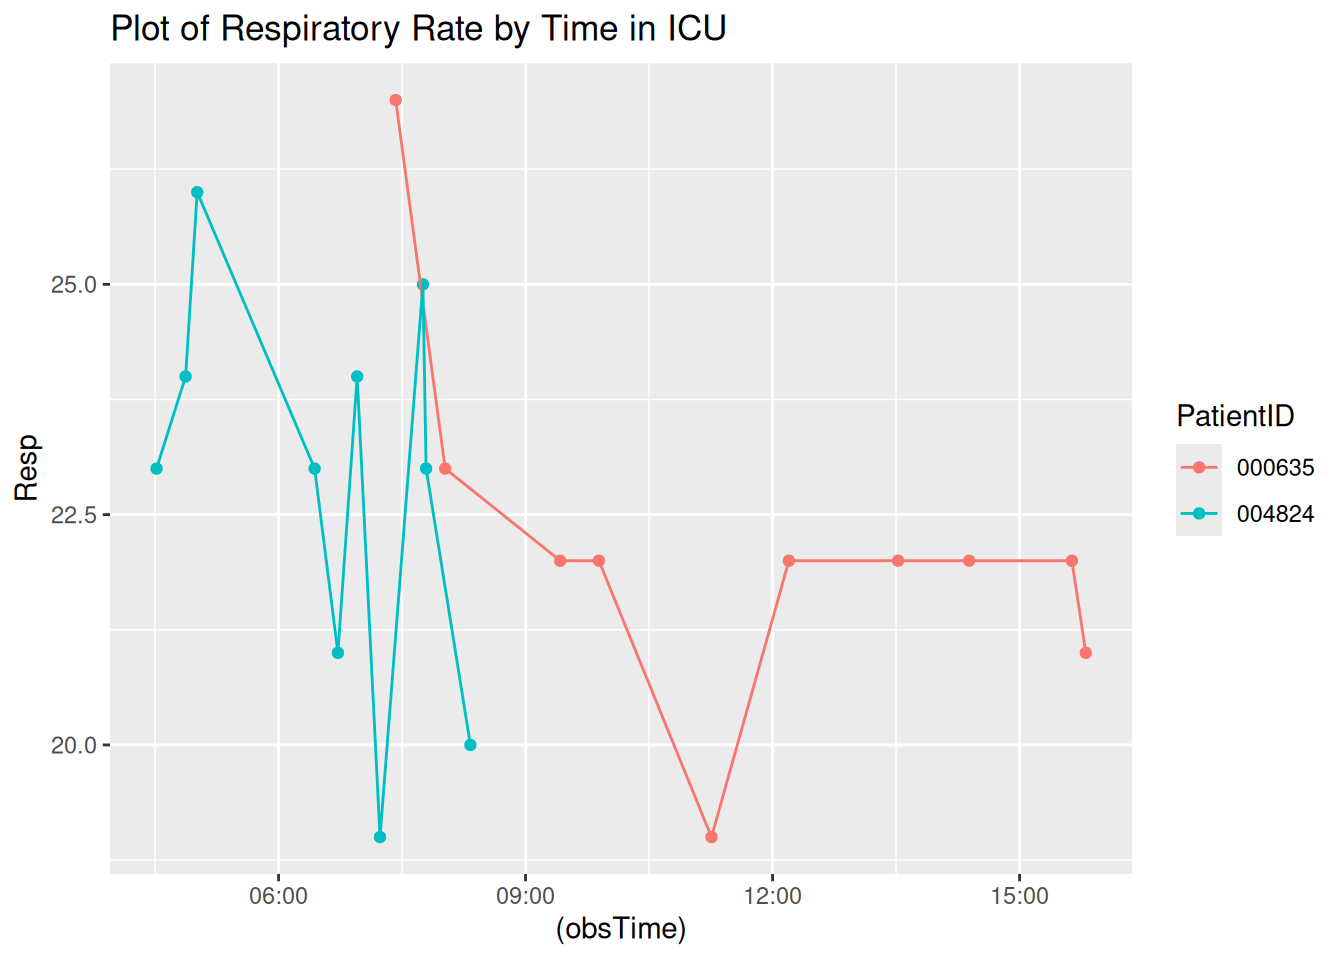 Plot of Respiratory Rate by Time in ICU
Resp
25.0
22.5
20.0
06:00 09:00 12:00 15:00
(obsTime)
PatientID
000635
004824